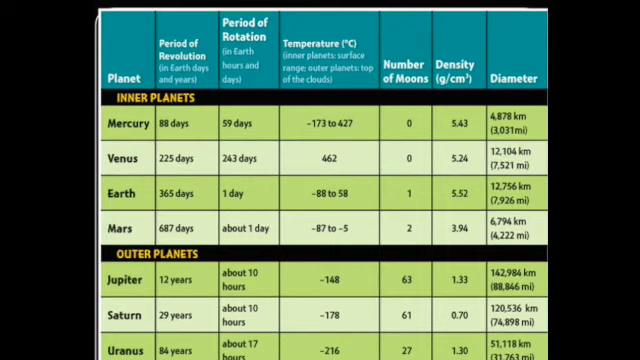 Planet | Period of Revolution (in Earth days and years) | Period of Rotation (in Earth hours and days) | Temperature (°C) (inner planets: surface range; outer planets: top of the clouds) | Number of Moons | Density (g/cm³) | Diameter
INNER PLANETS
Mercury | 88 days | 59 days | –173 to 427 | 0 | 5.43 | 4,878 km (3,031mi)
Venus | 225 days | 243 days | 462 | 0 | 5.24 | 12,104 km (7,521 mi)
Earth | 365 days | 1 day | –88 to 58 | 1 | 5.52 | 12,756 km (7,926 mi)
Mars | 687 days | about 1 day | –87 to –5 | 2 | 3.94 | 6,794 km (4,222 mi)
OUTER PLANETS
Jupiter | 12 years | about 10 hours | –148 | 63 | 1.33 | 142,984 km (88,846 mi)
Saturn | 29 years | about 10 hours | –178 | 61 | 0.70 | 120,536 km (74,898 mi)
Uranus | 84 years | about 17 hours | –216 | 27 | 1.30 | 51,118 km (31,763 mi)